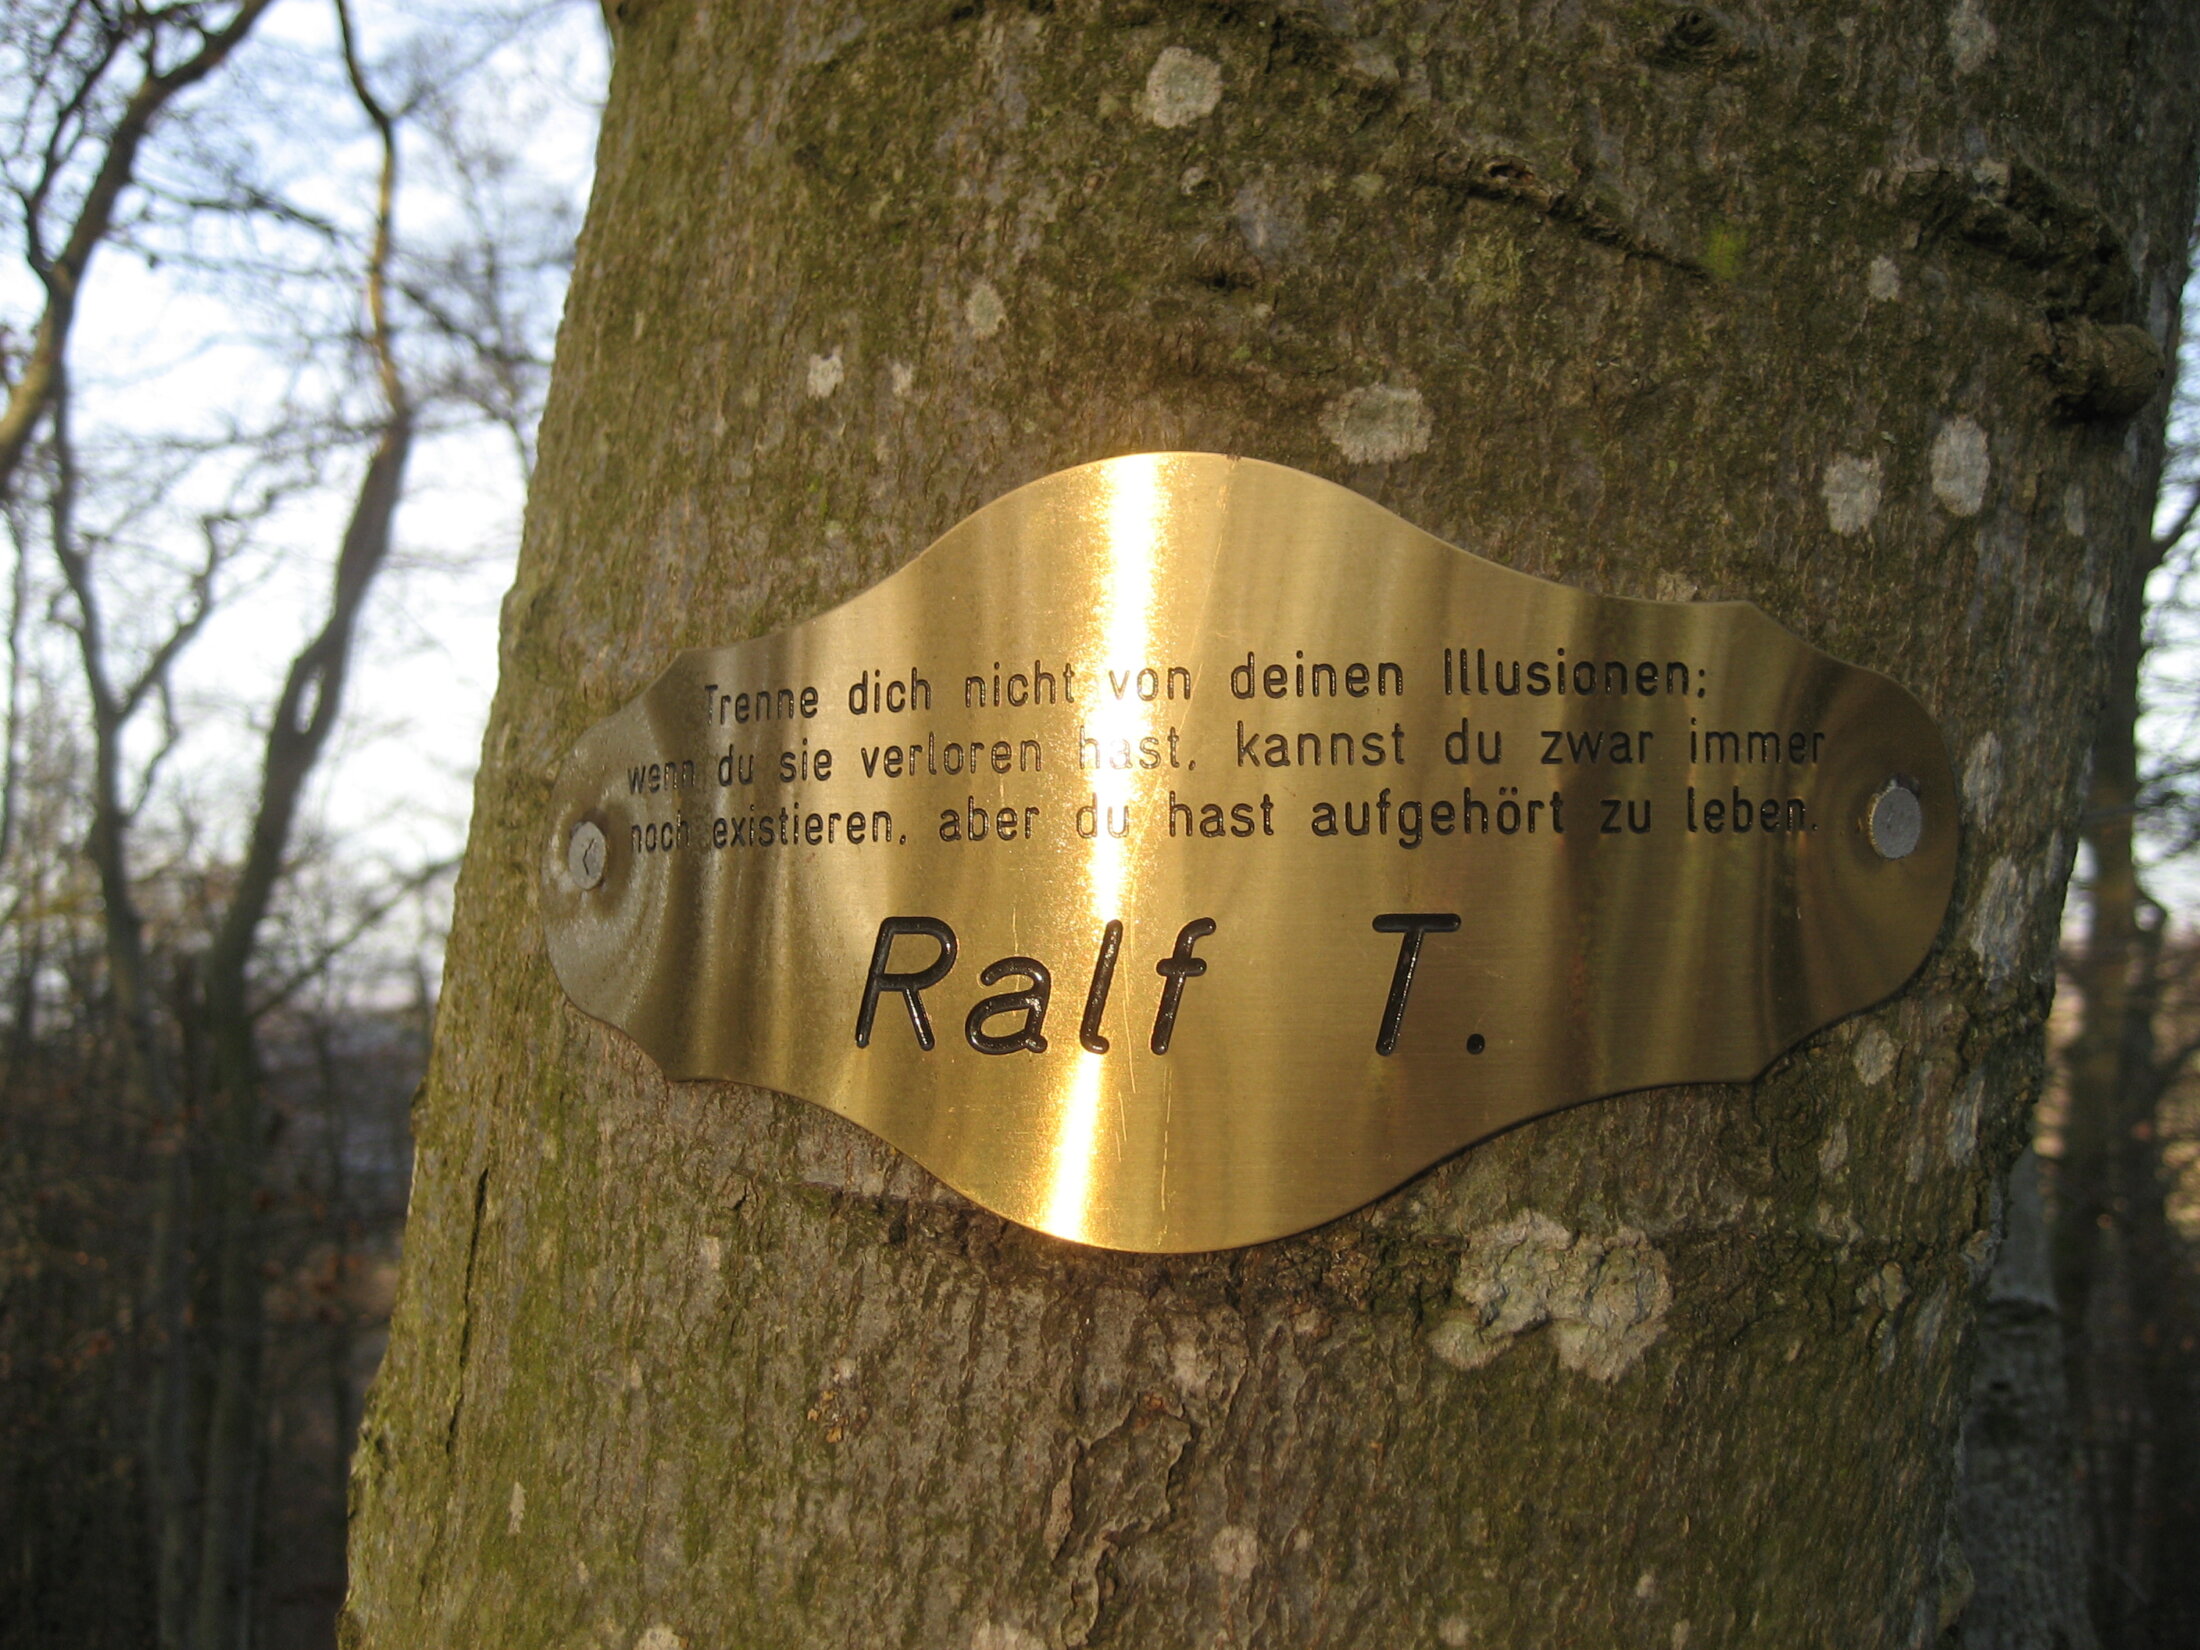 Trenne dich nicht von deinen Illusionen;
wenn du sie verloren hast, kannst du zwar immer
noch existieren, aber du hast aufgehört zu leben.
Ralf T.